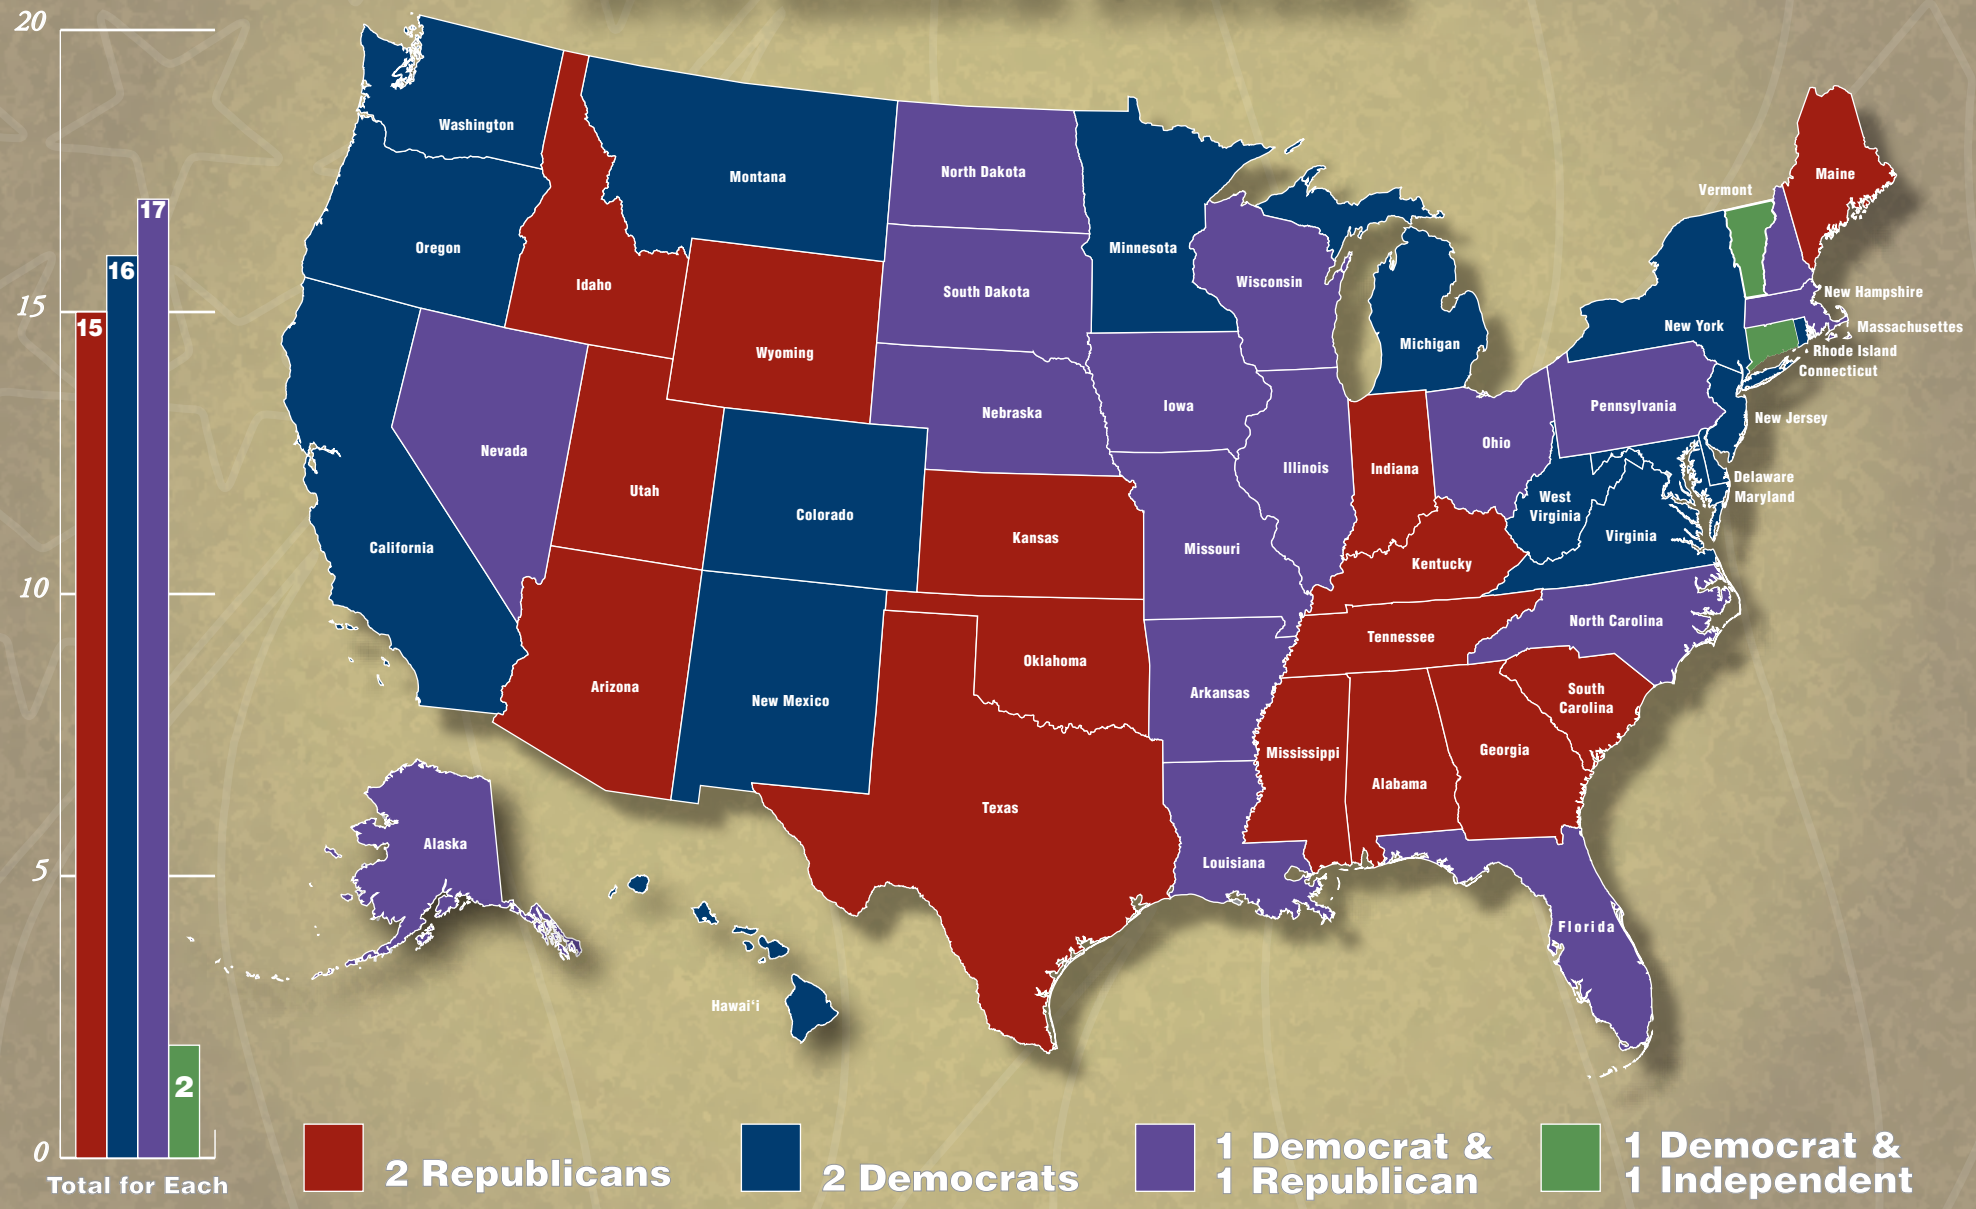 20
15
10
5
0
15
16
17
2
Total for Each
Washington
Oregon
California
Nevada
Idaho
Montana
Wyoming
Utah
Colorado
Arizona
New Mexico
North Dakota
South Dakota
Nebraska
Kansas
Oklahoma
Texas
Minnesota
Iowa
Missouri
Arkansas
Louisiana
Wisconsin
Illinois
Michigan
Indiana
Ohio
Kentucky
Tennessee
Mississippi
Alabama
Georgia
Florida
South
Carolina
North Carolina
Virginia
West
Virginia
Pennsylvania
New York
Vermont
Maine
New Hampshire
Massachusettes
Rhode Island
Connecticut
New Jersey
Delaware
Maryland
Alaska
Hawai‘i
2 Republicans
2 Democrats
1 Democrat &
1 Republican
1 Democrat &
1 Independent